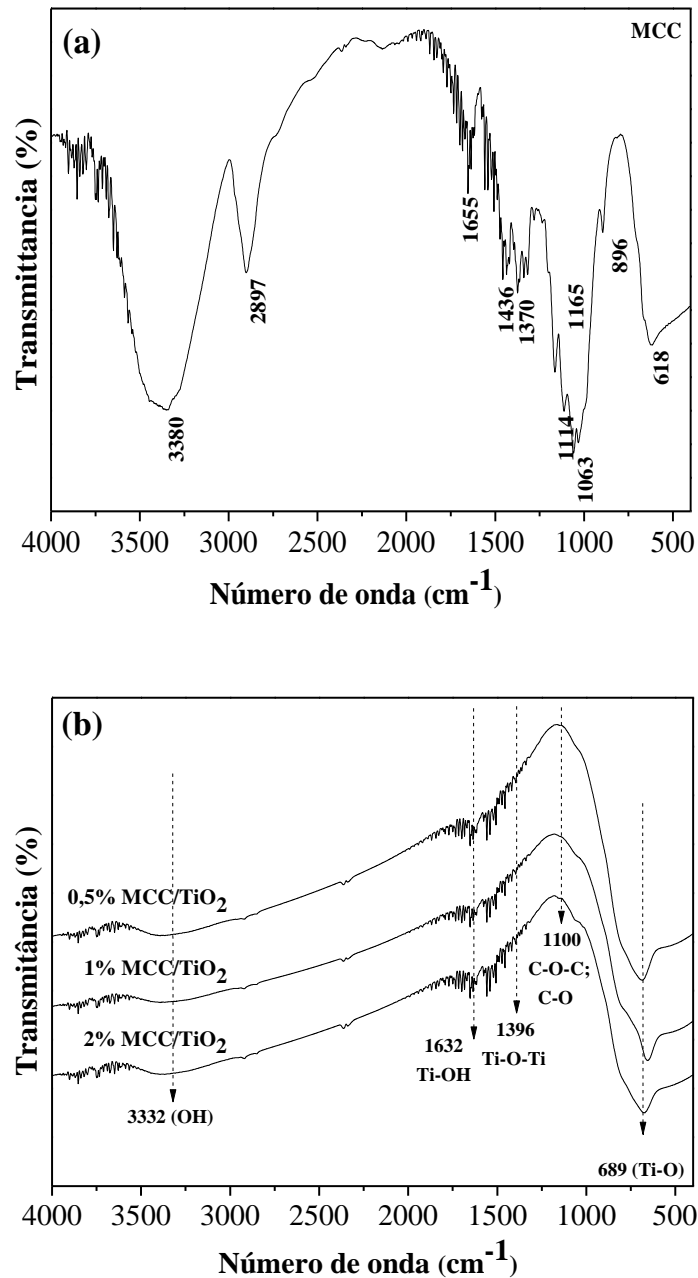 (a)
MCC
Transmittancia (%)
3380
2897
1655
1436
1370
1165
1114
1063
896
618
4000 3500 3000 2500 2000 1500 1000 500
Número de onda (cm-1)
(b)
Transmitância (%)
0,5% MCC/TiO2
1% MCC/TiO2
2% MCC/TiO2
3332 (OH)
1632
Ti-OH
1396
Ti-O-Ti
1100
C-O-C;
C-O
689 (Ti-O)
4000 3500 3000 2500 2000 1500 1000 500
Número de onda (cm-1)